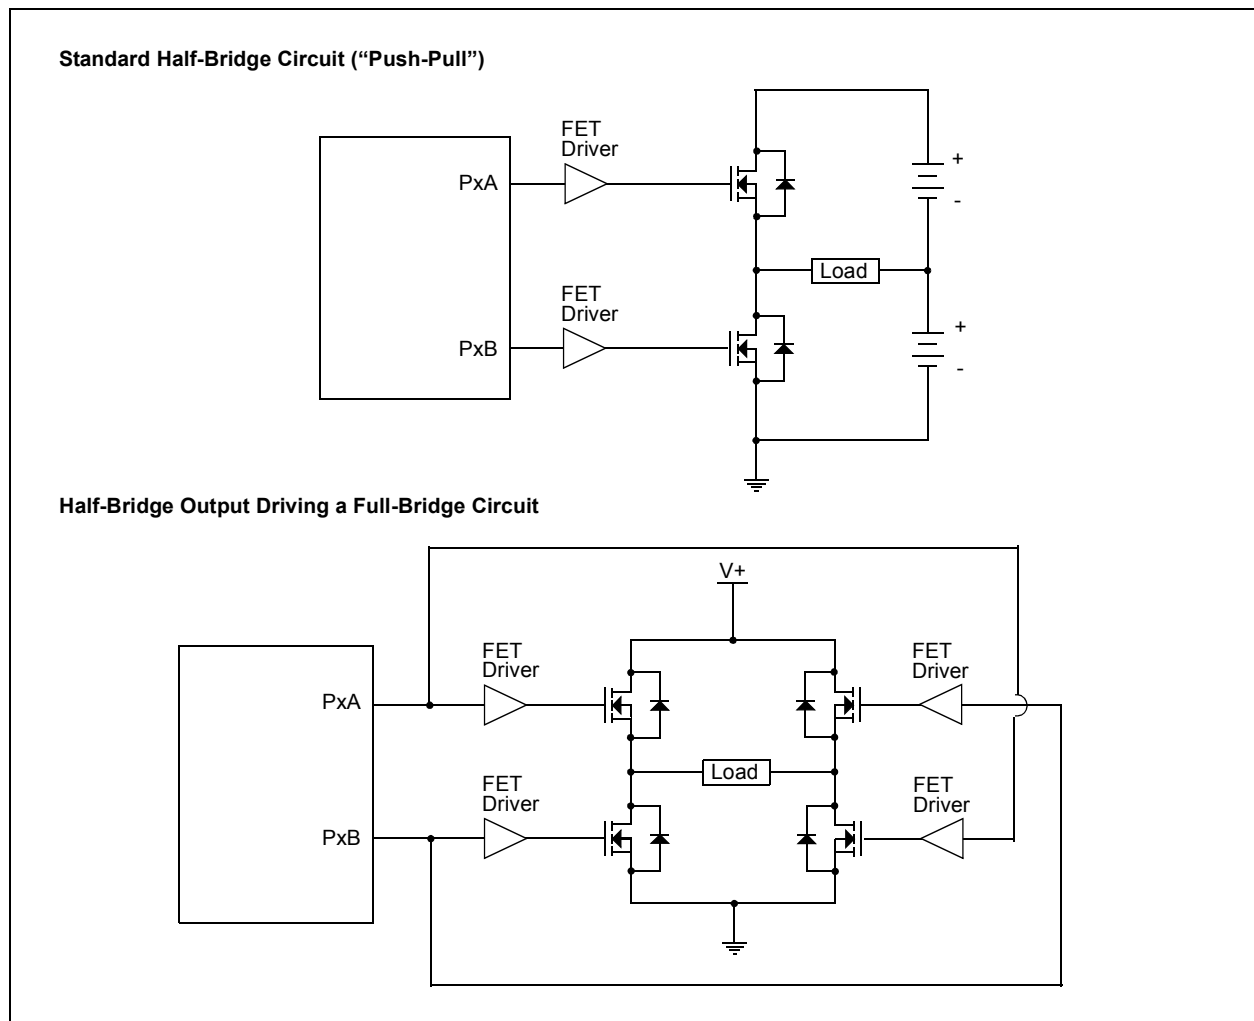 Standard Half-Bridge Circuit (“Push-Pull”)
FET
Driver
PxA
+
-
Load
FET
Driver
PxB
+
-
Half-Bridge Output Driving a Full-Bridge Circuit
V+
FET
Driver
FET
Driver
PxA
Load
FET
Driver
FET
Driver
PxB